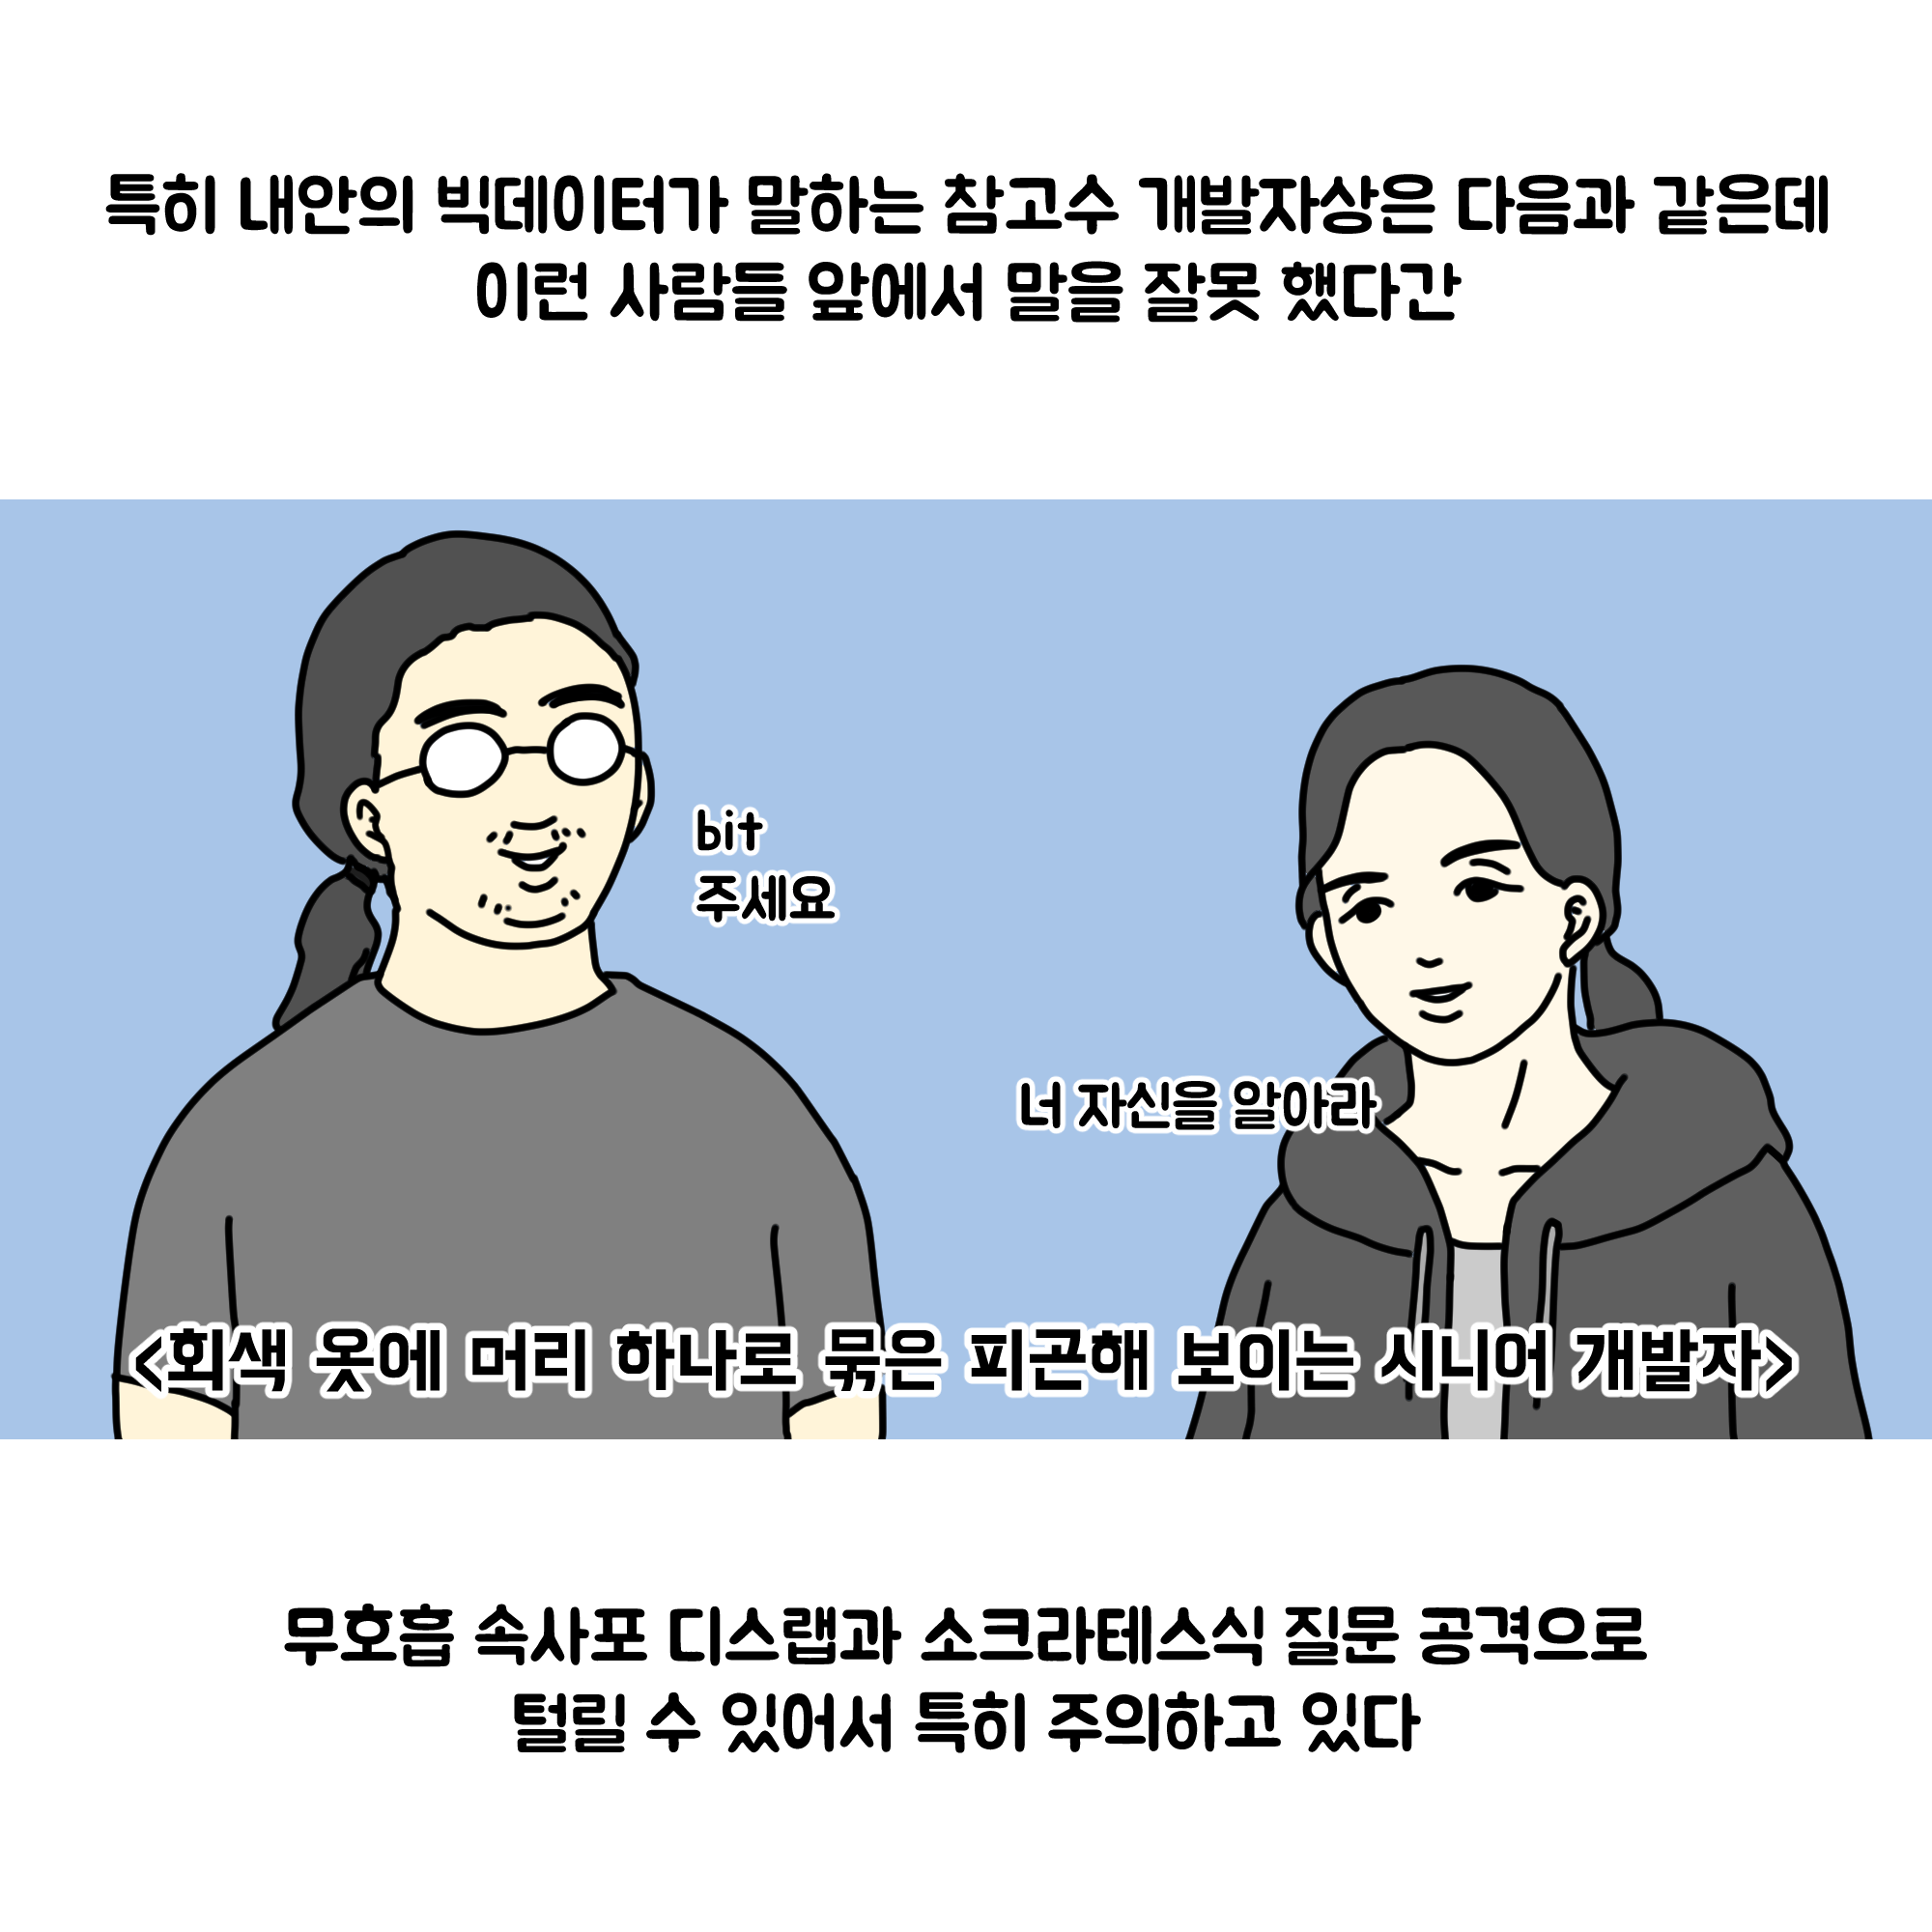 특히 내안의 빅데이터가 말하는 참고수 개발자상은 다음과 같은데
이런 사람들 앞에서 말을 잘못 했다간
bit
주세요
너 자신을 알아라
<회색 옷에 머리 하나로 묶은 피곤해 보이는 시니어 개발자>
무호흡 속사포 디스랩과 소크라테스식 질문 공격으로
털릴 수 있어서 특히 주의하고 있다